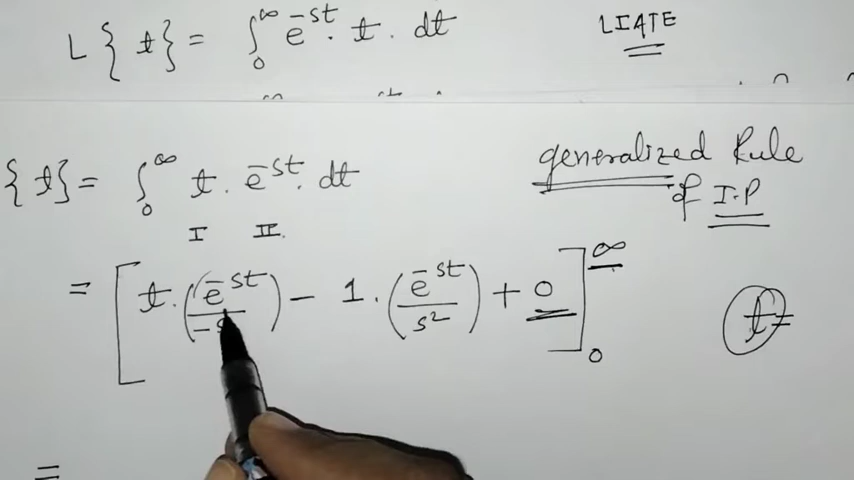 L { t } = ∫₀^∞ e^-st . t . dt
LIATE
{ t } = ∫₀^∞ t . e^-st . dt
generalized Rule
of I.P
I II.
= [ t . ( e^-st / -s ) - 1 . ( e^-st / s² ) + 0 ]₀^∞
t =
=